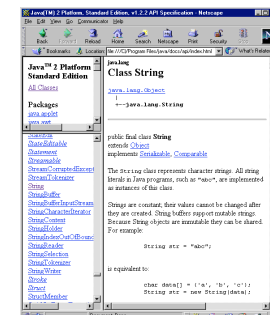 Java(TM) 2 Platform, Standard Edition, v1.2.2 API Specification - Netscape
File Edit View Go Communicator Help
Back Forward Reload Home Search Netscape Print Security
Bookmarks Location file:///C|/Program Files/java/docs/api/index.html What's Related
Java™ 2 Platform
Standard Edition
All Classes
Packages
java.applet
java.awt
StateEditable
Statement
Streamable
StreamCorruptedExcepti
StreamTokenizer
String
StringBuffer
StringBufferInputStream
StringCharacterIterator
StringContent
StringHolder
StringIndexOutOfBound
StringReader
StringSelection
StringTokenizer
StringWriter
Stroke
Struct
StructMember
java.lang
Class String
java.lang.Object
|
+--java.lang.String
public final class String
extends Object
implements Serializable, Comparable
The String class represents character strings. All string
literals in Java programs, such as "abc", are implemented
as instances of this class.
Strings are constant; their values cannot be changed after
they are created. String buffers support mutable strings.
Because String objects are immutable they can be shared.
For example:
String str = "abc";
is equivalent to:
char data[] = {'a', 'b', 'c'};
String str = new String(data);